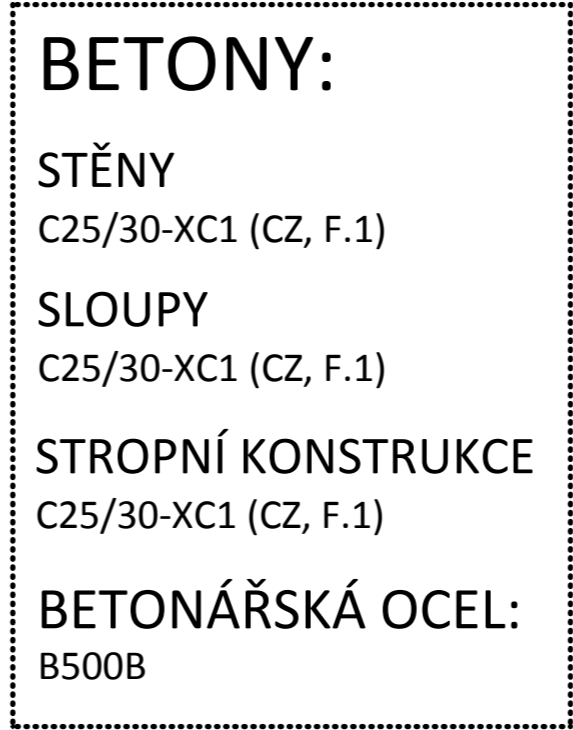 BETONY:
STĚNY
C25/30-XC1 (CZ, F.1)
SLOUPY
C25/30-XC1 (CZ, F.1)
STROPNÍ KONSTRUKCE
C25/30-XC1 (CZ, F.1)
BETONÁŘSKÁ OCEL:
B500B